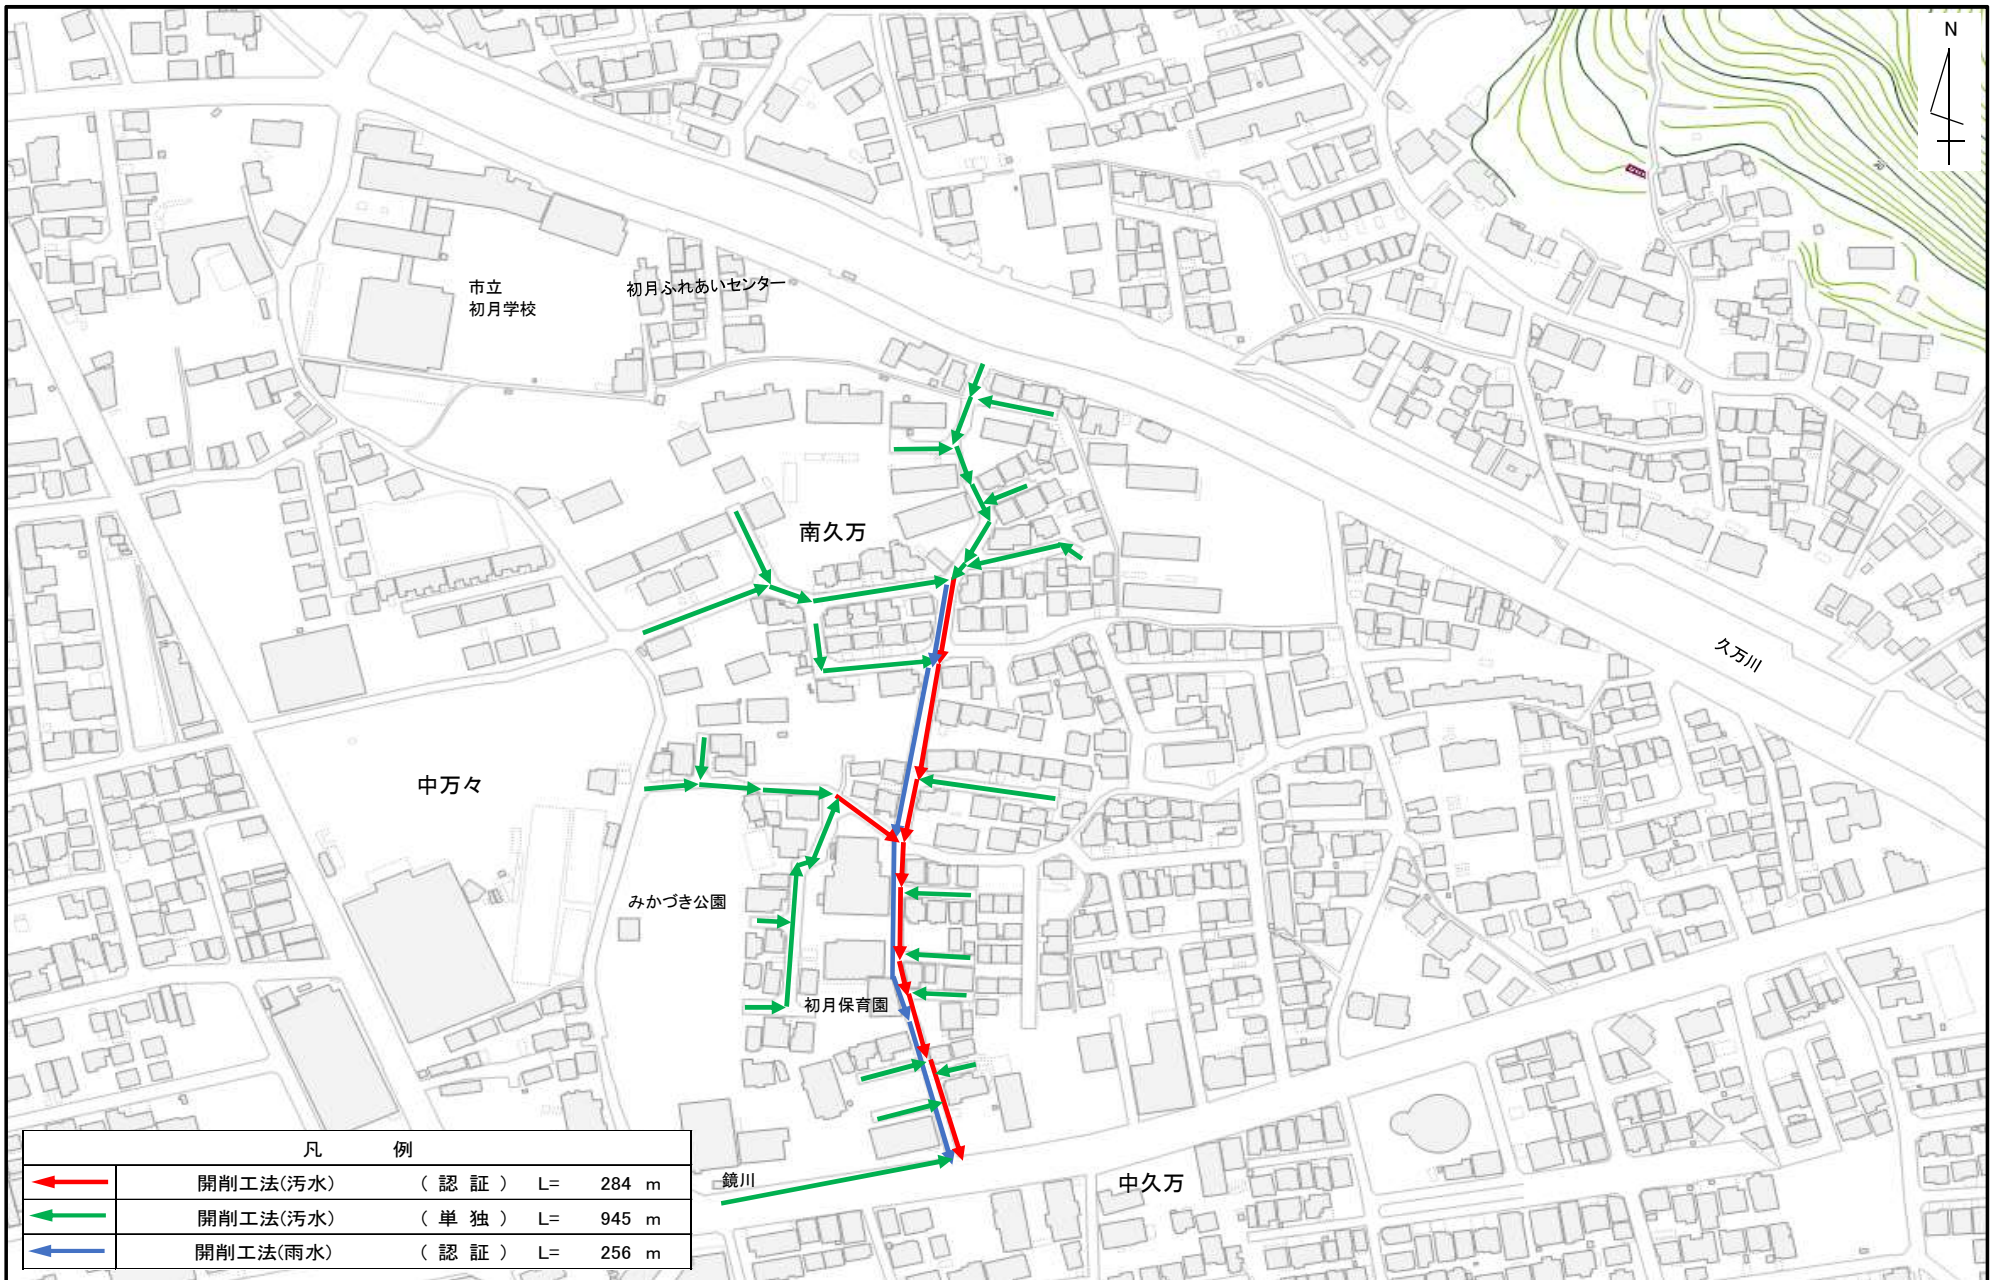 N
市立
初月学校
初月ふれあいセンター
南久万
久万川
中万々
みかづき公園
初月保育園
鏡川
中久万
凡 例
開削工法(汚水) (認証) L= 284 m
開削工法(汚水) (単独) L= 945 m
開削工法(雨水) (認証) L= 256 m